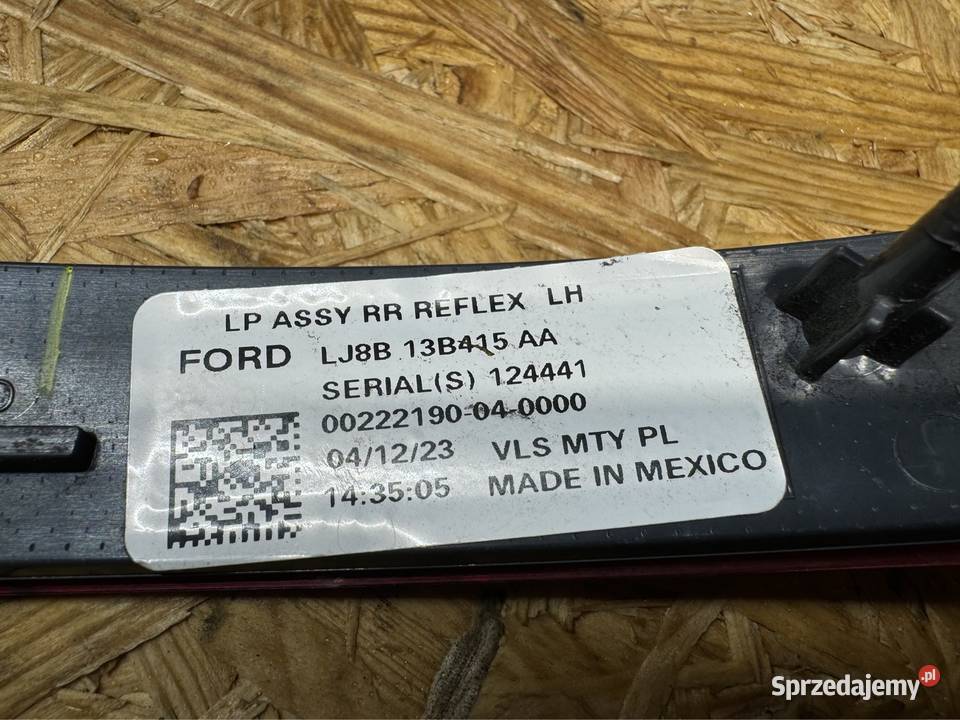 LP ASSY RR REFLEX LH
FORD LJ8B 13B415 AA
SERIAL(S) 124441
00222190-04-0000
04/12/23 VLS MTY PL
14:35:05 MADE IN MEXICO
Sprzedajemy.pl